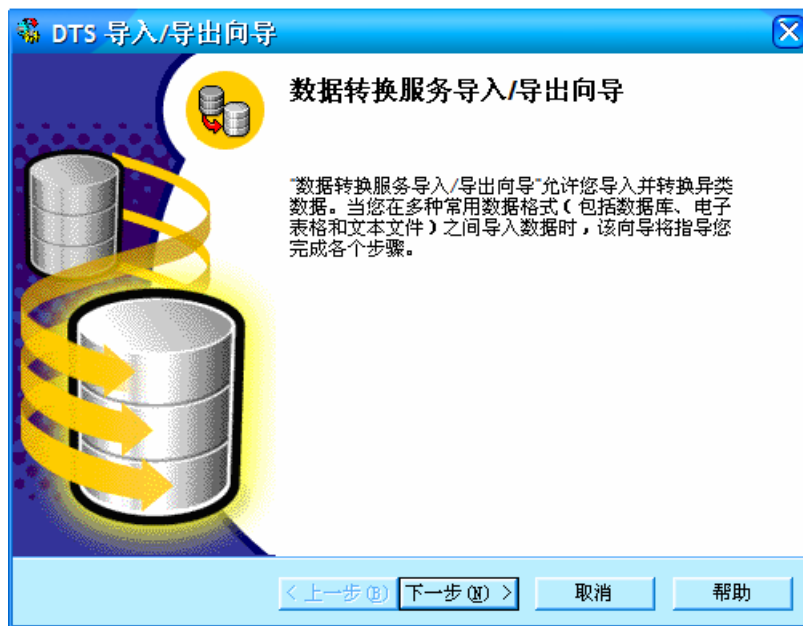 DTS 导入/导出向导
数据转换服务导入/导出向导
"数据转换服务导入/导出向导"允许您导入并转换异类
数据。当您在多种常用数据格式(包括数据库、电子
表格和文本文件)之间导入数据时,该向导将指导您
完成各个步骤。
< 上一步(B) 下一步(N) > 取消 帮助